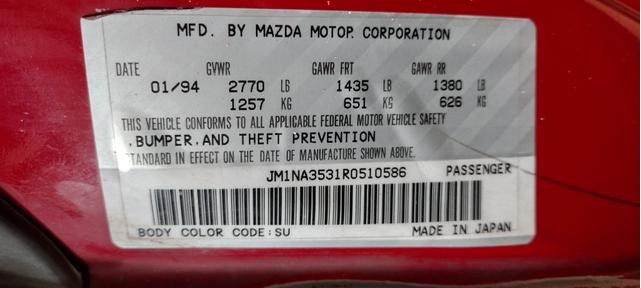 MFD. BY MAZDA MOTOR CORPORATION
DATE GVWR GAWR FRT GAWR RR
01/94 2770 LB 1435 LB 1380 LB
1257 KG 651 KG 626 KG
THIS VEHICLE CONFORMS TO ALL APPLICABLE FEDERAL MOTOR VEHICLE SAFETY
,BUMPER,AND THEFT PREVENTION
STANDARD IN EFFECT ON THE DATE OF MANUFACTURE SHOWN ABOVE.
JM1NA3531R0510586 PASSENGER
BODY COLOR CODE:SU MADE IN JAPAN